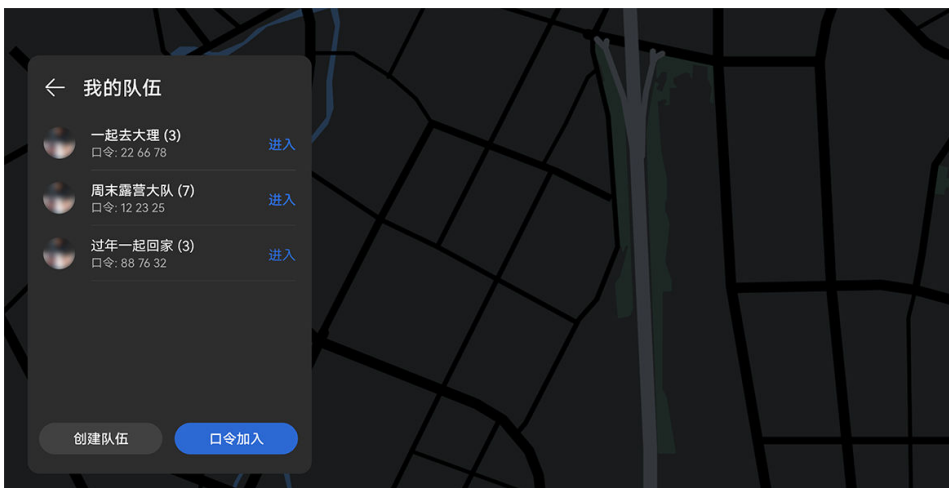 我的队伍
一起去大理 (3)
口令: 22 66 78
进入
周末露营大队 (7)
口令: 12 23 25
进入
过年一起回家 (3)
口令: 88 76 32
进入
创建队伍
口令加入